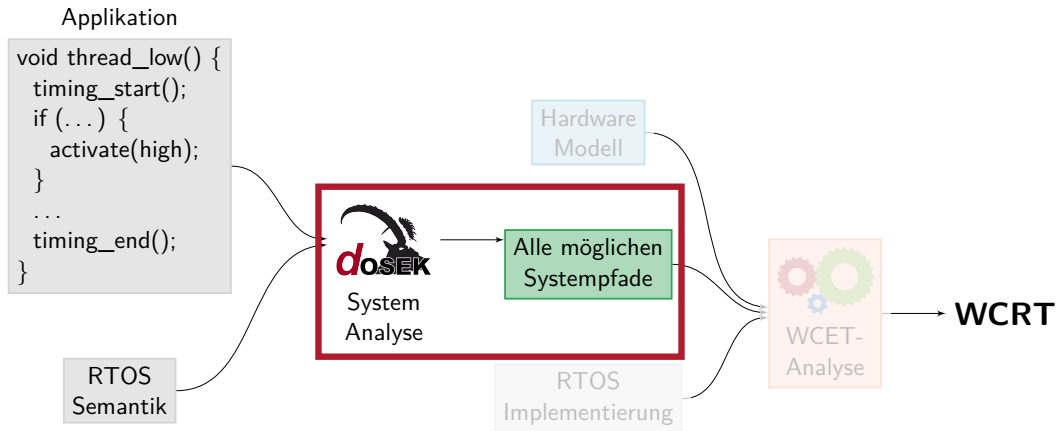 Applikation
void thread_low() {
timing_start();
if (...) {
activate(high);
}
...
timing_end();
}
RTOS
Semantik
dOSEK
System
Analyse
Alle möglichen
Systempfade
Hardware
Modell
RTOS
Implementierung
WCET-
Analyse
WCRT